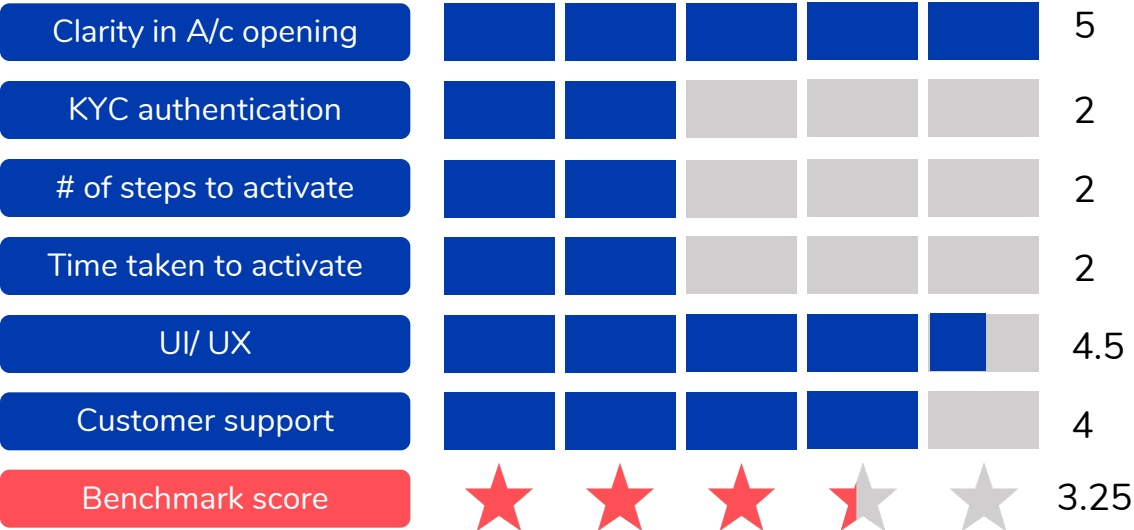 Clarity in A/c opening 5
KYC authentication 2
# of steps to activate 2
Time taken to activate 2
UI/ UX 4.5
Customer support 4
Benchmark score 3.25